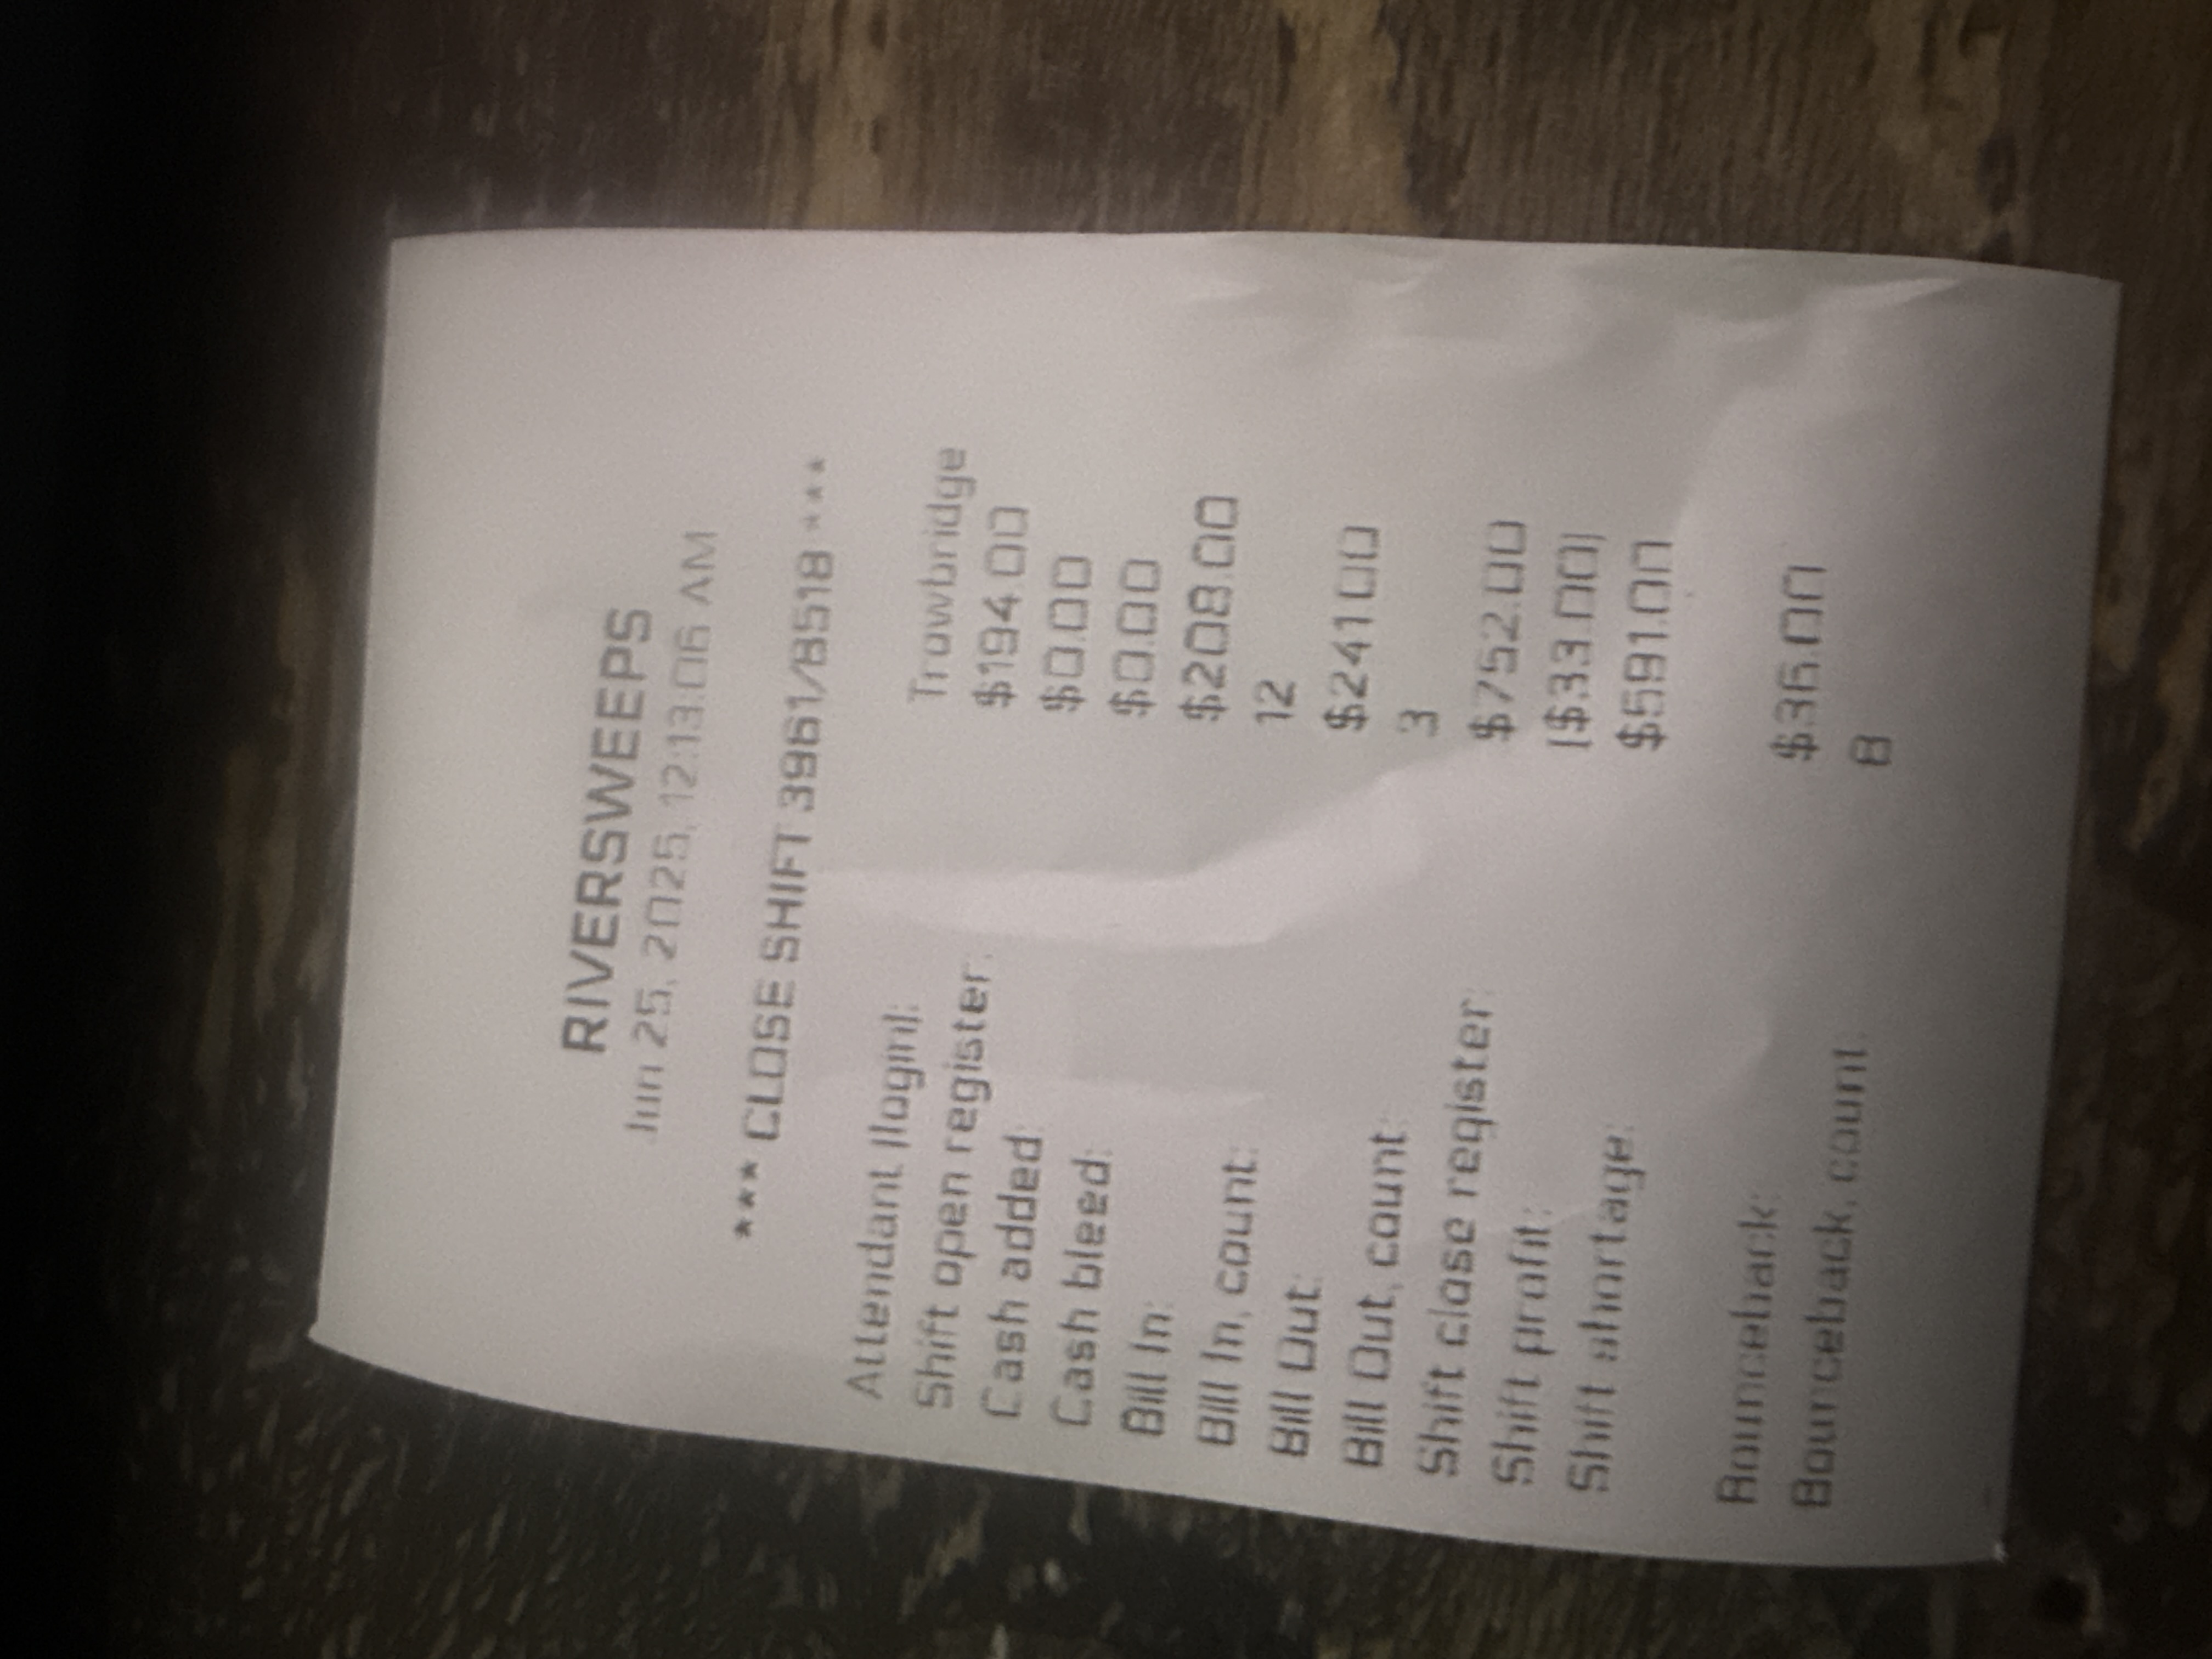 RIVERSWEEPS
Jun 25, 2025, 12:13:06 AM
*** CLOSE SHIFT 3961/8518 ***
Attendant (login): Trowbridge
Shift open register: $194.00
Cash added: $0.00
Cash bleed: $0.00
Bill In: $208.00
Bill In, count: 12
Bill Out: $241.00
Bill Out, count: 3
Shift close register: $752.00
Shift profit: ($33.00)
Shift shortage: $591.00
Bounceback: $36.00
Bounceback, count: 8